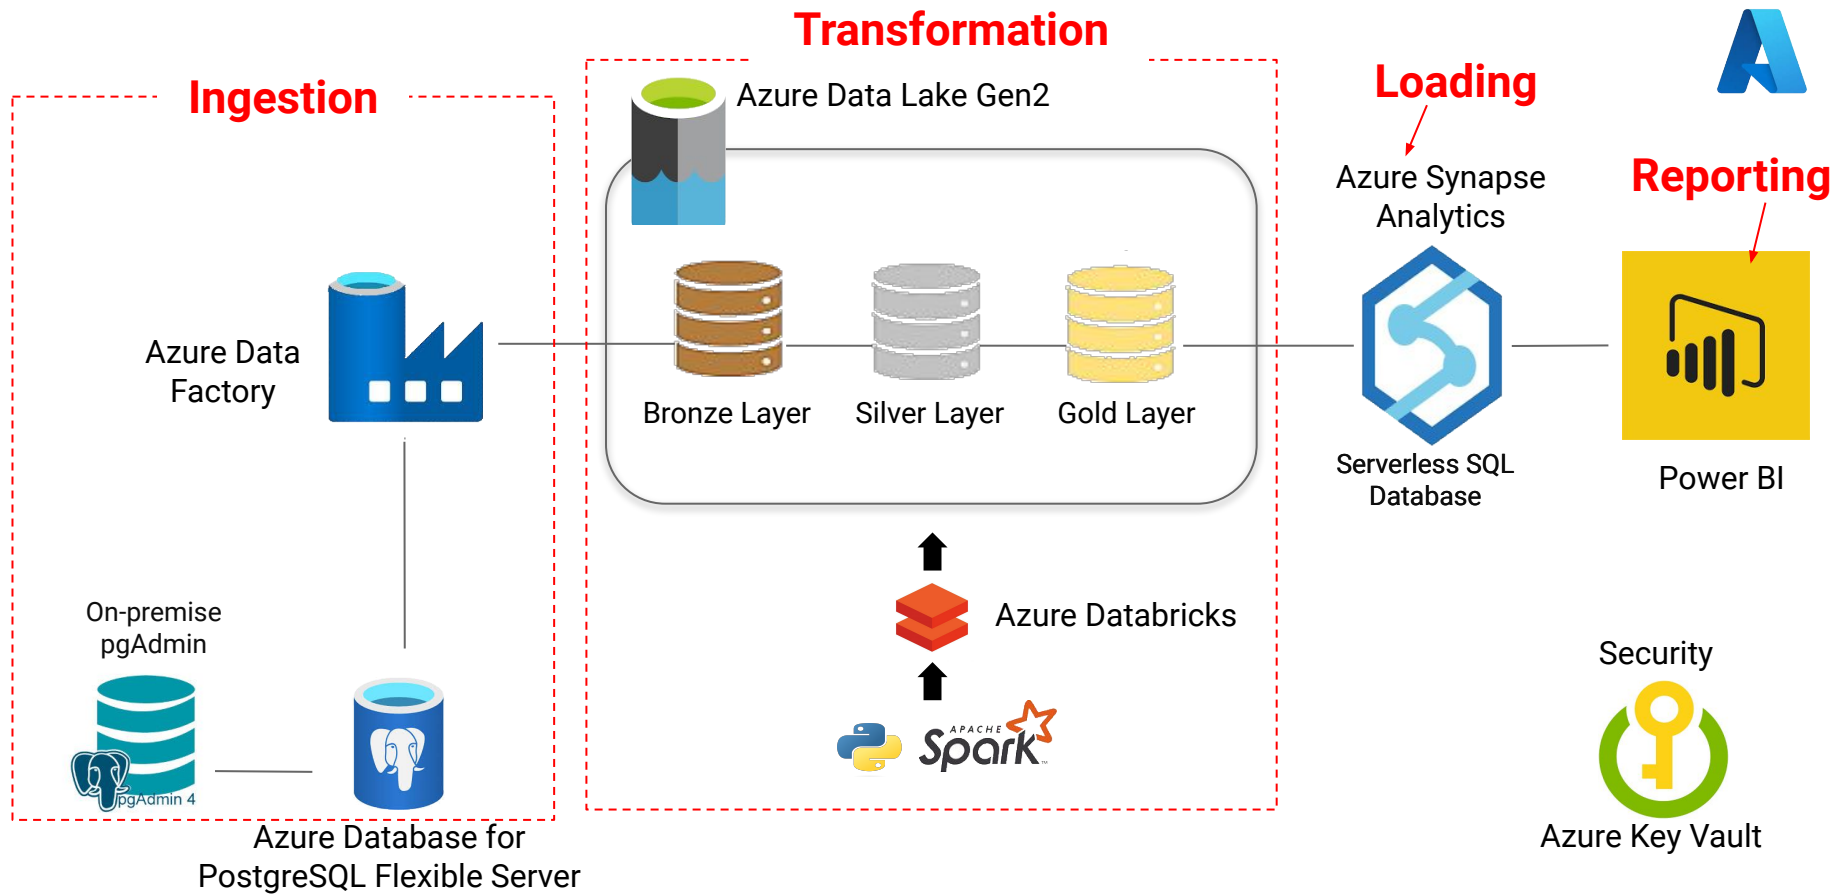 Transformation
Ingestion
Azure Data Lake Gen2
Loading
Azure Synapse
Analytics
Reporting
Azure Data
Factory
Bronze Layer
Silver Layer
Gold Layer
Serverless SQL
Database
Power BI
On-premise
pgAdmin
pgAdmin 4
Azure Database for
PostgreSQL Flexible Server
Azure Databricks
APACHE
Spark
TM
Security
Azure Key Vault